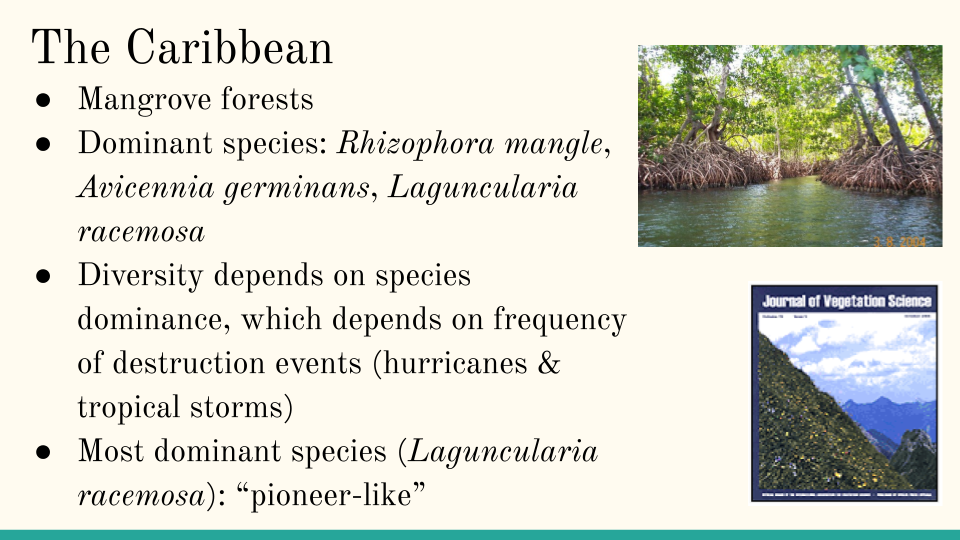 The Caribbean
● Mangrove forests
● Dominant species: Rhizophora mangle,
Avicennia germinans, Laguncularia
racemosa
● Diversity depends on species
dominance, which depends on frequency
of destruction events (hurricanes &
tropical storms)
● Most dominant species (Laguncularia
racemosa): “pioneer-like”
Journal of Vegetation Science